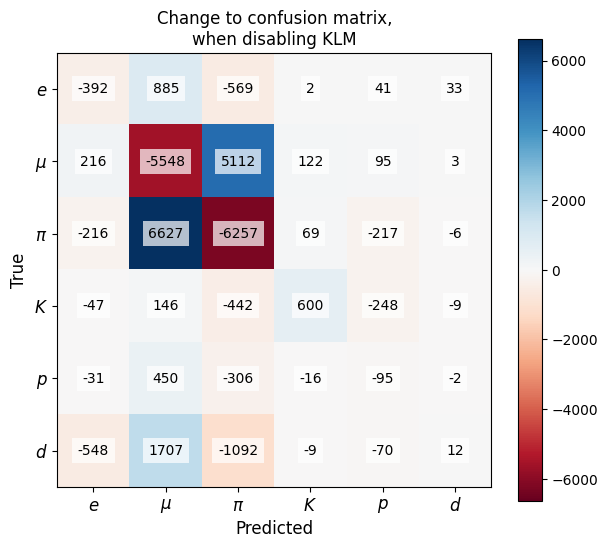 Change to confusion matrix,
when disabling KLM
True
e -392 885 -569 2 41 33
μ 216 -5548 5112 122 95 3
π -216 6627 -6257 69 -217 -6
K -47 146 -442 600 -248 -9
p -31 450 -306 -16 -95 -2
d -548 1707 -1092 -9 -70 12
e μ π K p d
Predicted
6000
4000
2000
0
−2000
−4000
−6000